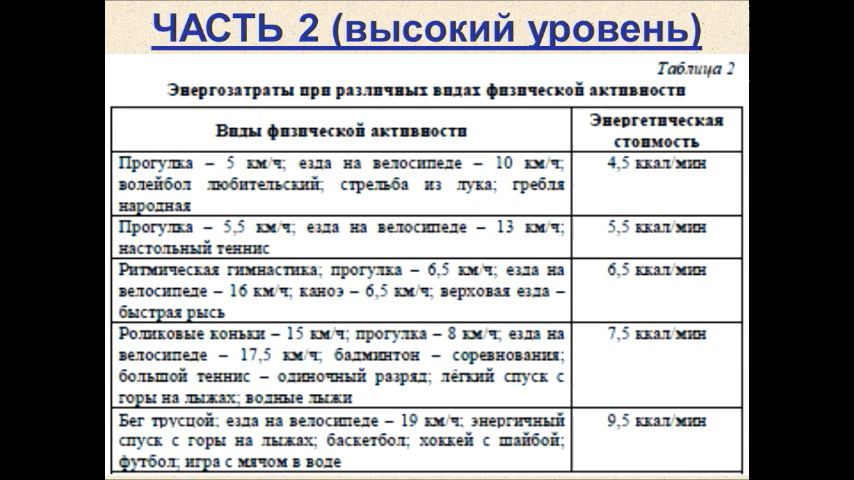 ЧАСТЬ 2 (высокий уровень)
Таблица 2
Энергозатраты при различных видах физической активности
Виды физической активности
Энергетическая
стоимость
Прогулка – 5 км/ч; езда на велосипеде – 10 км/ч;
волейбол любительский; стрельба из лука; гребля
народная
4,5 ккал/мин
Прогулка – 5,5 км/ч; езда на велосипеде – 13 км/ч;
настольный теннис
5,5 ккал/мин
Ритмическая гимнастика; прогулка – 6,5 км/ч; езда на
велосипеде – 16 км/ч; каноэ – 6,5 км/ч; верховая езда –
быстрая рысь
6,5 ккал/мин
Роликовые коньки – 15 км/ч; прогулка – 8 км/ч; езда на
велосипеде – 17,5 км/ч; бадминтон – соревнования;
большой теннис – одиночный разряд; лёгкий спуск с
горы на лыжах; водные лыжи
7,5 ккал/мин
Бег трусцой; езда на велосипеде – 19 км/ч; энергичный
спуск с горы на лыжах; баскетбол; хоккей с шайбой;
футбол; игра с мячом в воде
9,5 ккал/мин